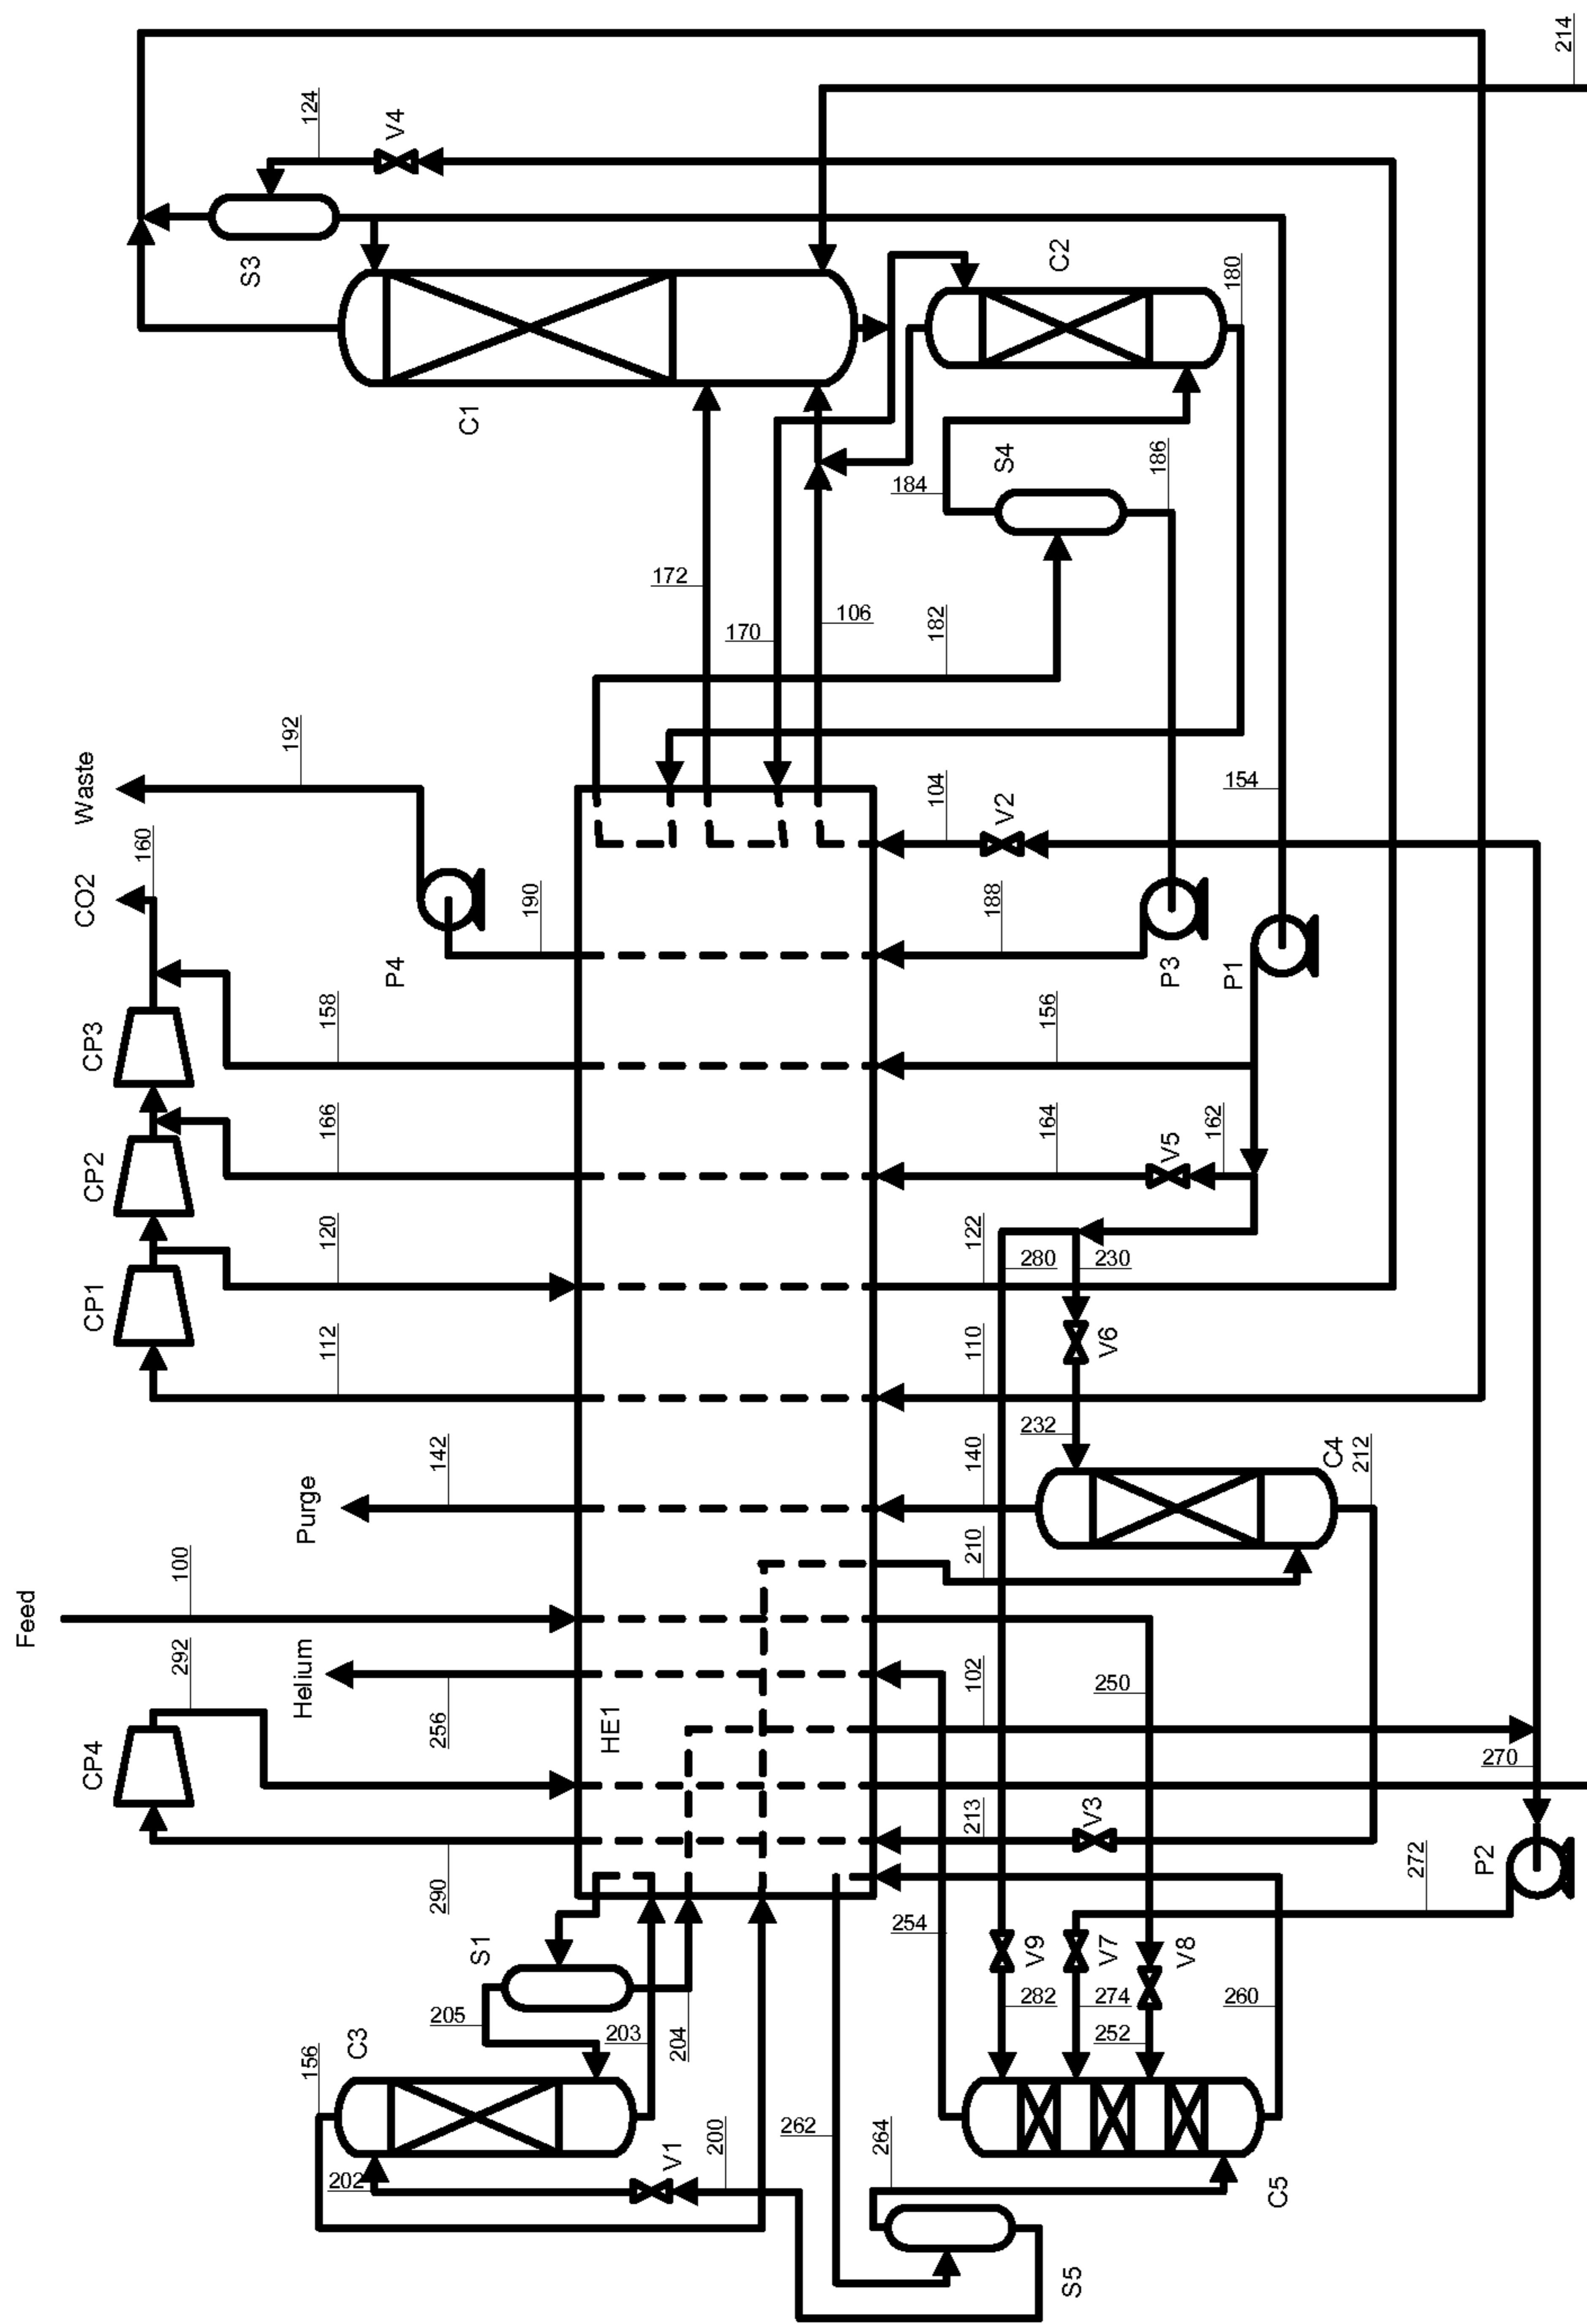 214
124
V4
S3
C1
C2
180
S4
184
186
172
106
170
182
192
Waste
104
V2
154
160
CO2
190
188
P4
P3
P1
158
156
CP3
166
164
V5
162
CP2
120
122
280
230
CP1
112
110
V6
232
142
140
C4
212
Purge
210
100
Feed
292
Helium
102
250
256
HE1
CP4
270
290
213
V3
272
P2
254
S1
V9
V7
V8
205
282
274
260
203
204
252
156
C3
262
200
264
202
V1
C5
S5